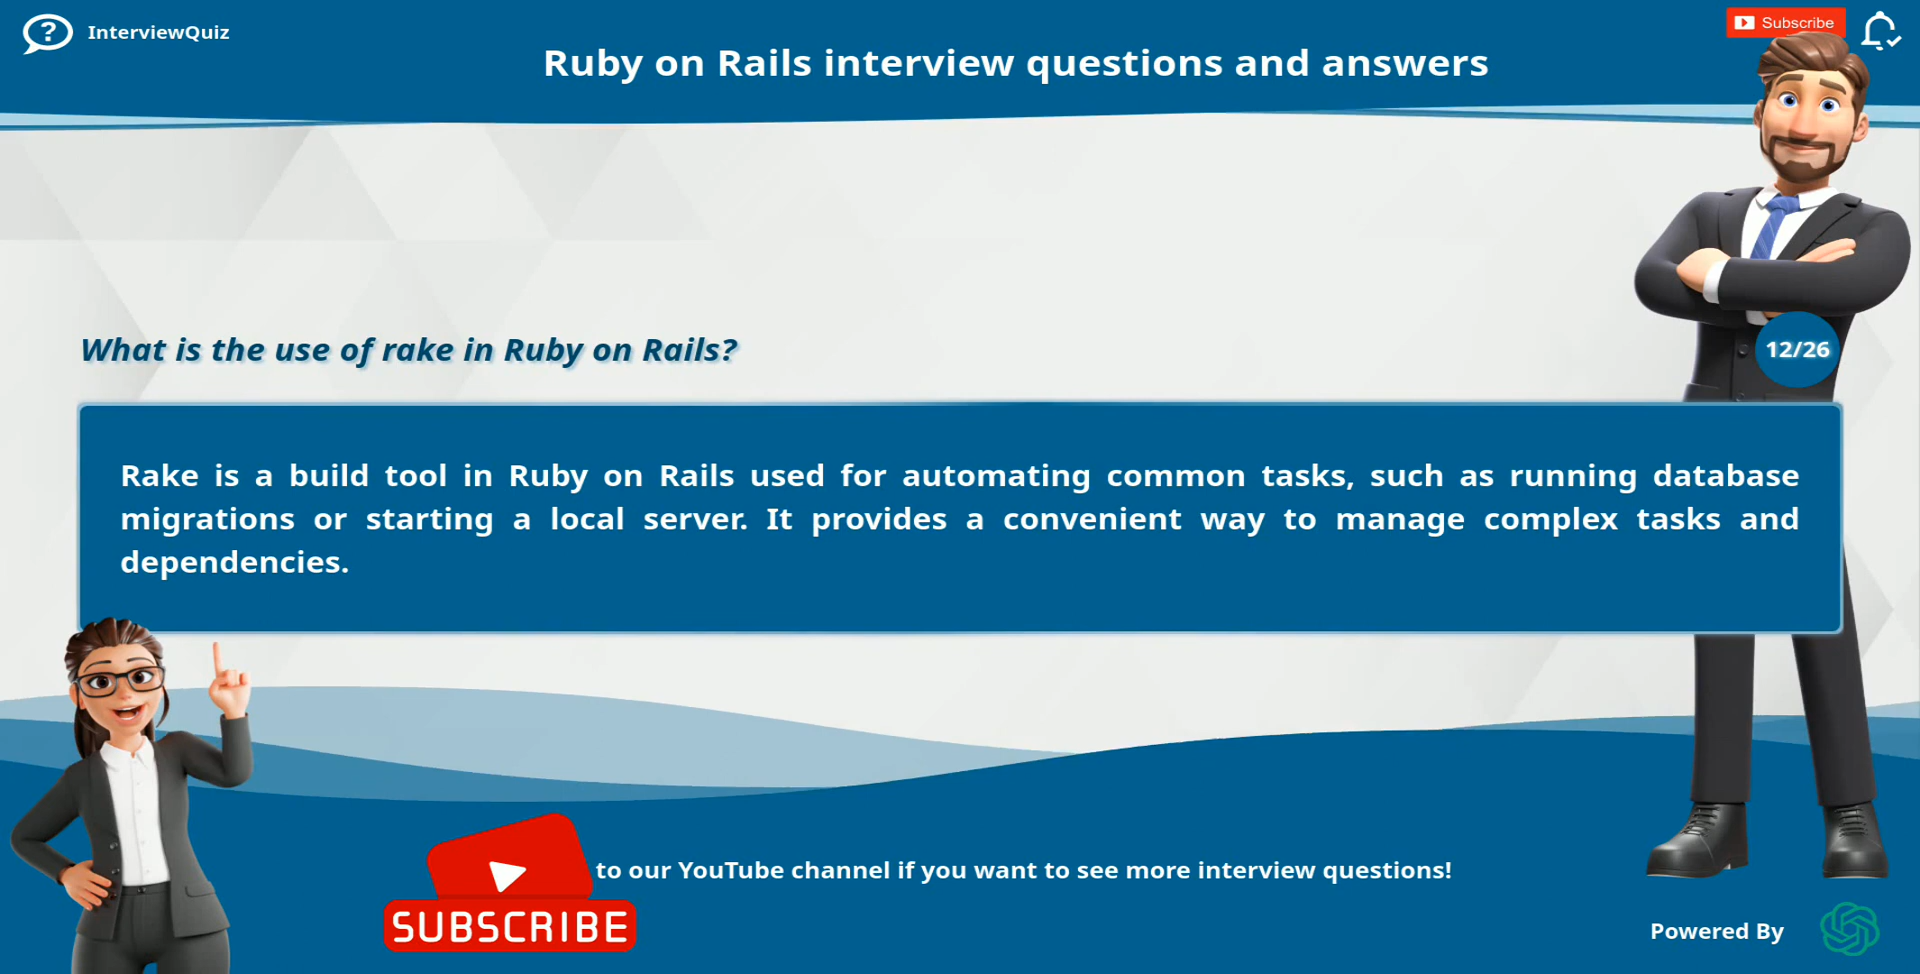 InterviewQuiz
Subscribe
Ruby on Rails interview questions and answers
What is the use of rake in Ruby on Rails?
12/26
Rake is a build tool in Ruby on Rails used for automating common tasks, such as running database
migrations or starting a local server. It provides a convenient way to manage complex tasks and
dependencies.
to our YouTube channel if you want to see more interview questions!
SUBSCRIBE
Powered By